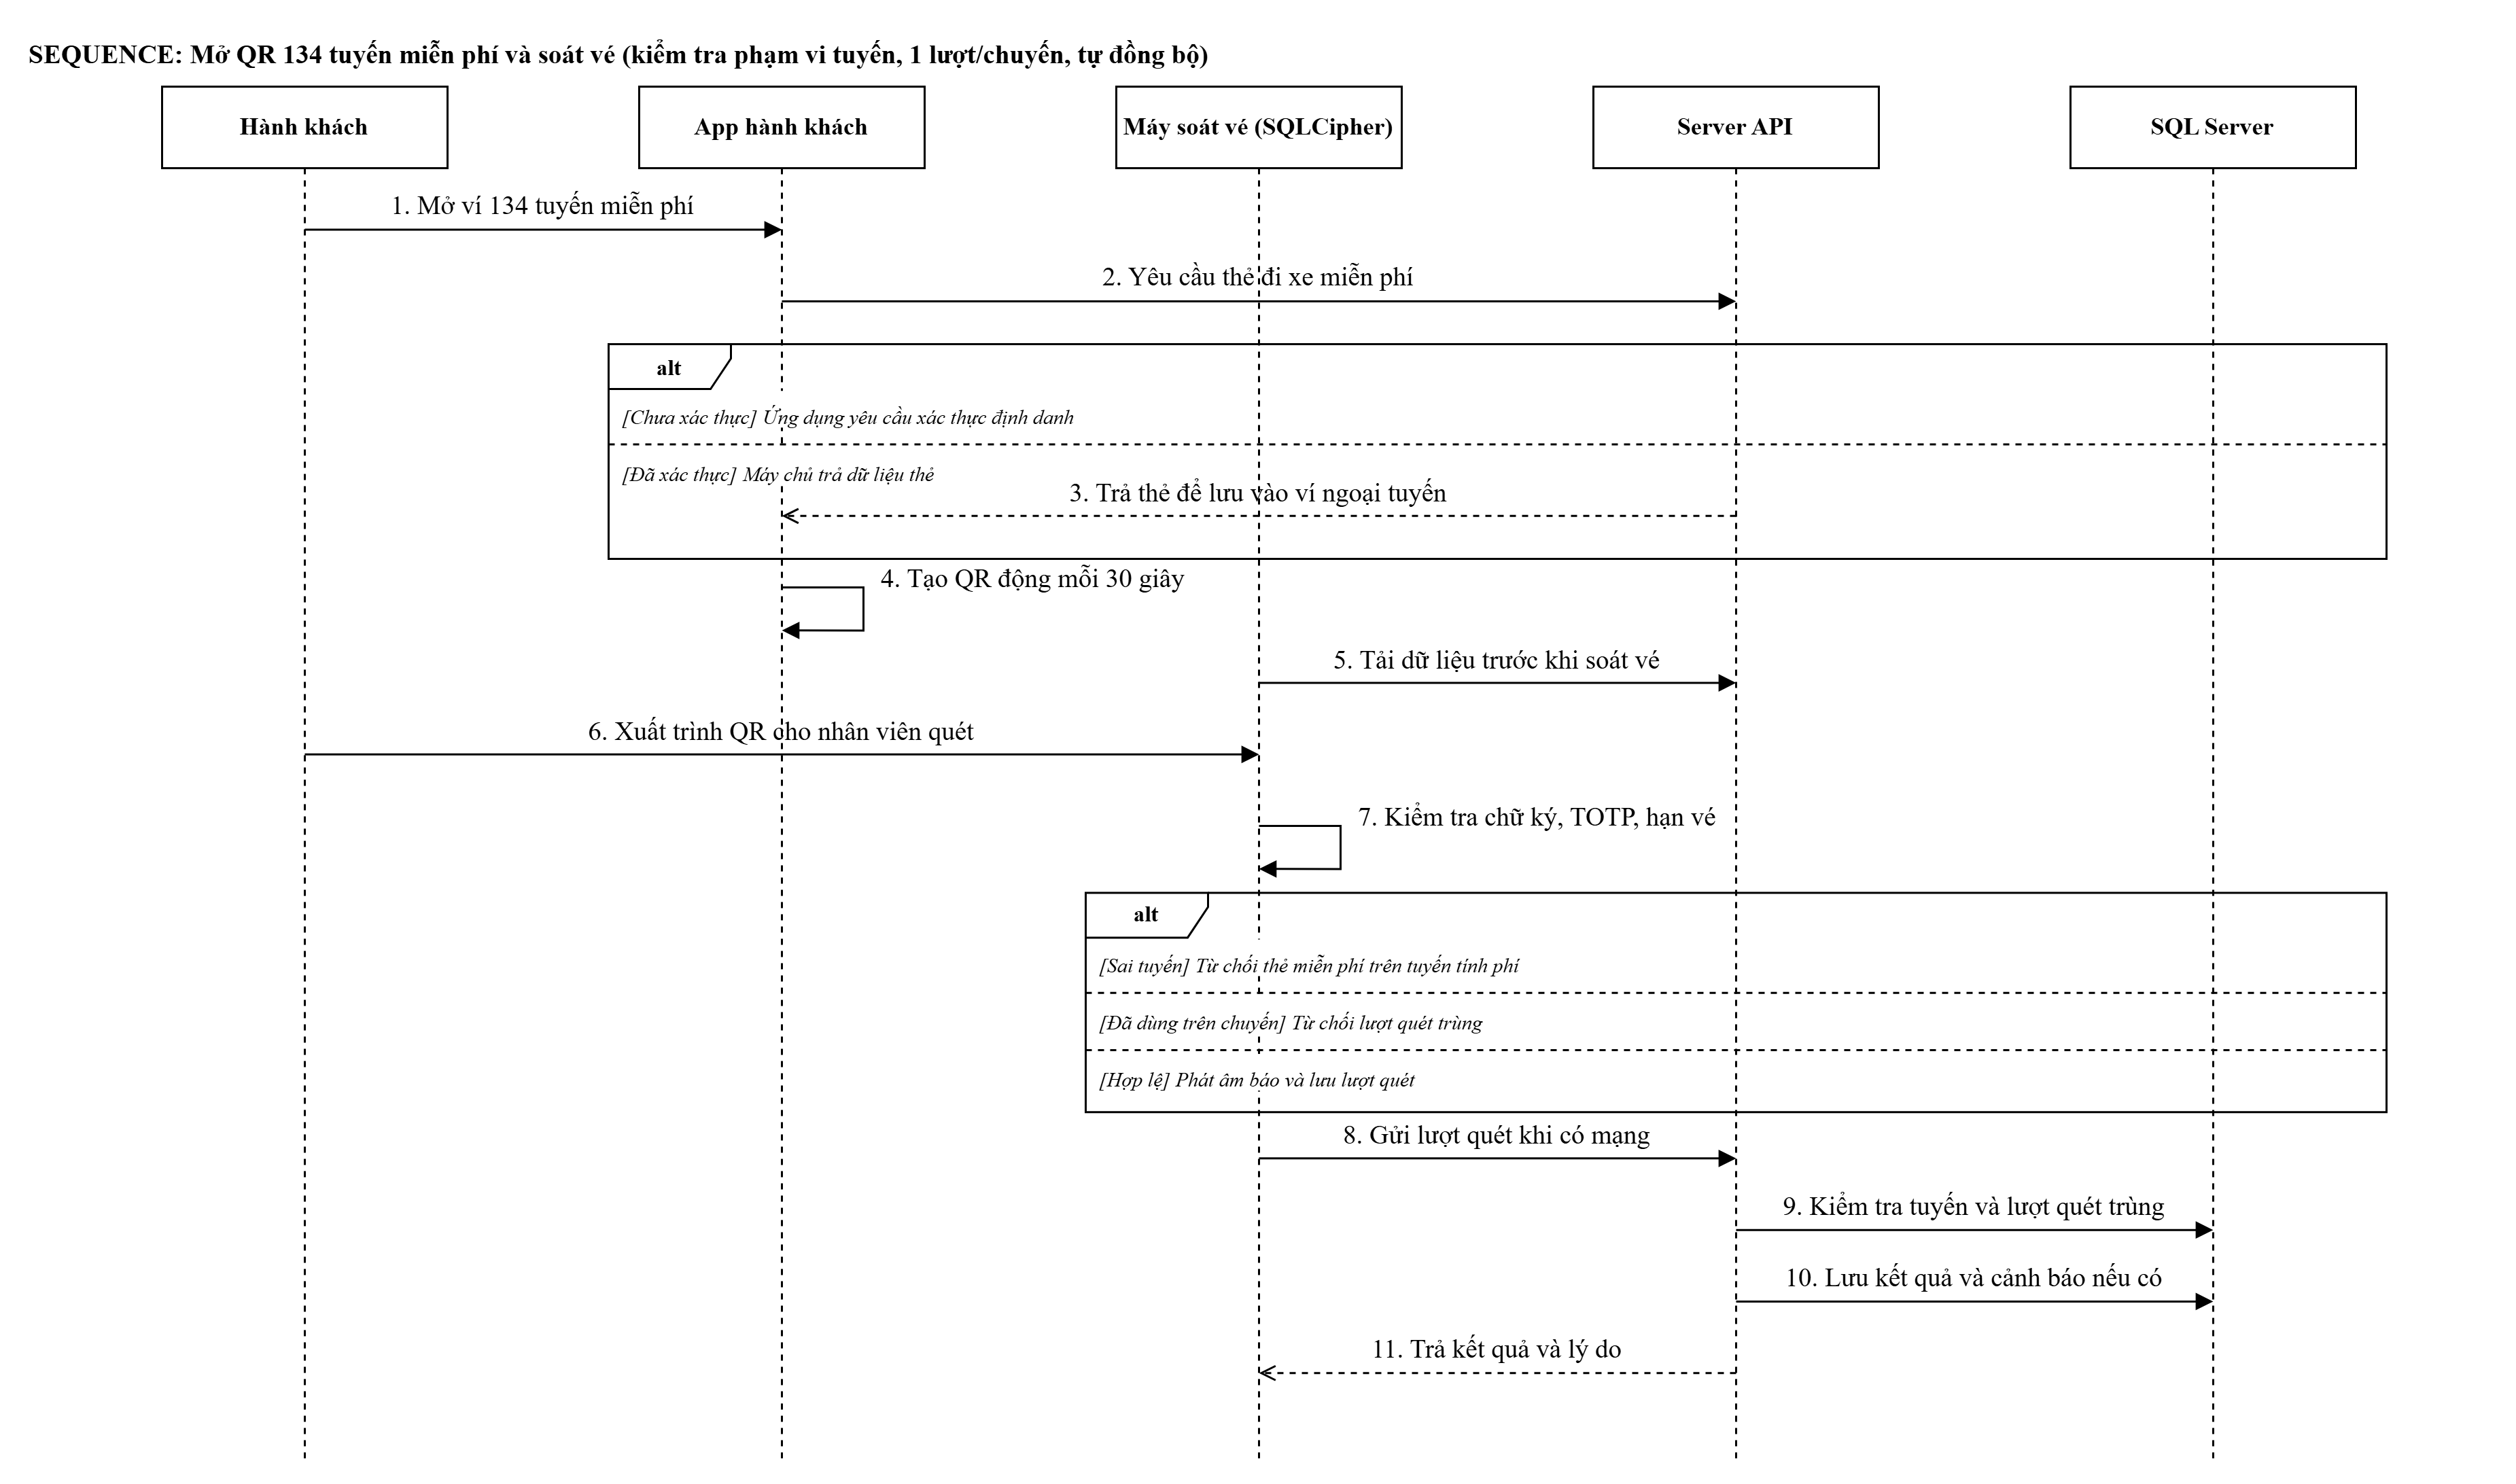 SEQUENCE: Mở QR 134 tuyến miễn phí và soát vé (kiểm tra phạm vi tuyến, 1 lượt/chuyến, tự đồng bộ)
Hành khách
App hành khách
Máy soát vé (SQLCipher)
Server API
SQL Server
1. Mở ví 134 tuyến miễn phí
2. Yêu cầu thẻ đi xe miễn phí
alt
[Chưa xác thực] Ứng dụng yêu cầu xác thực định danh
[Đã xác thực] Máy chủ trả dữ liệu thẻ
3. Trả thẻ để lưu vào ví ngoại tuyến
4. Tạo QR động mỗi 30 giây
5. Tải dữ liệu trước khi soát vé
6. Xuất trình QR cho nhân viên quét
7. Kiểm tra chữ ký, TOTP, hạn vé
alt
[Sai tuyến] Từ chối thẻ miễn phí trên tuyến tính phí
[Đã dùng trên chuyến] Từ chối lượt quét trùng
[Hợp lệ] Phát âm báo và lưu lượt quét
8. Gửi lượt quét khi có mạng
9. Kiểm tra tuyến và lượt quét trùng
10. Lưu kết quả và cảnh báo nếu có
11. Trả kết quả và lý do